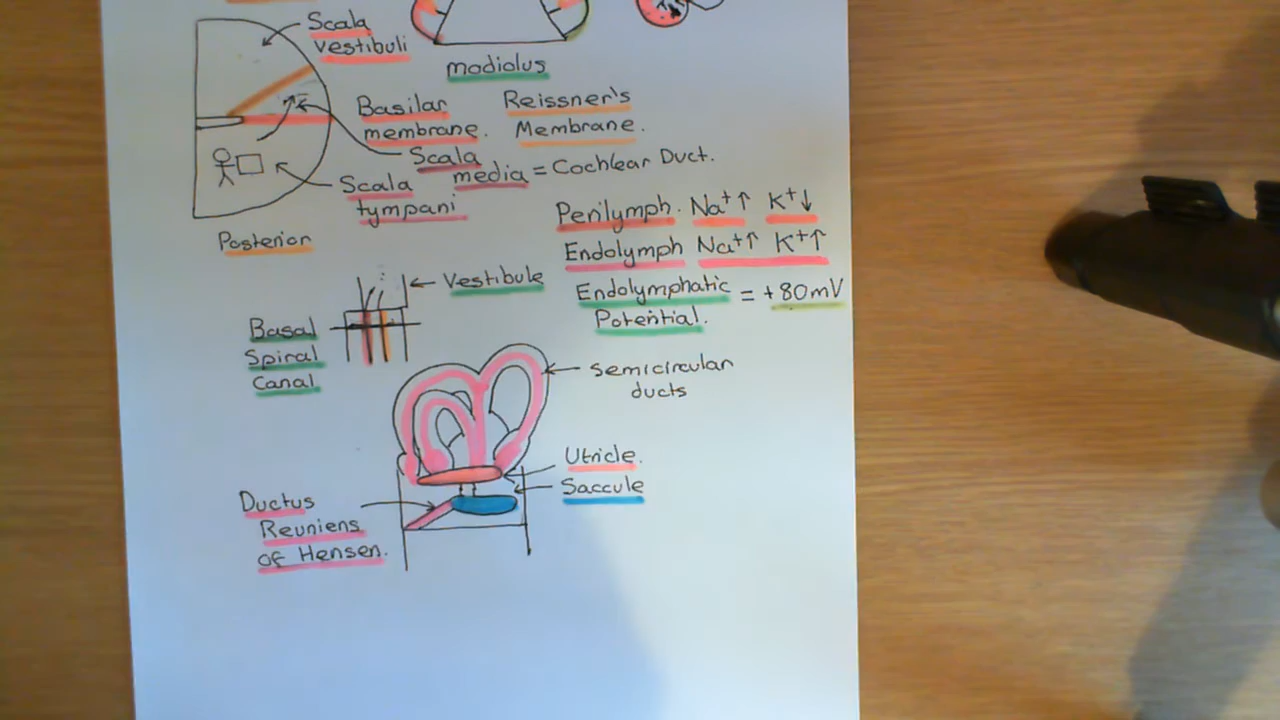 Scala
vestibuli
modiolus
Basilar
membrane.
Reissner's
Membrane.
Scala
media = Cochlear Duct.
Scala
tympani
Posterior
Perilymph. Na⁺↑ K⁺↓
Endolymph Na⁺↑ K⁺↑
Endolymphatic = +80mV
Potential.
Vestibule
Basal
Spiral
Canal
semicircular
ducts
Utricle.
Saccule
Ductus
Reuniens
of Hensen.